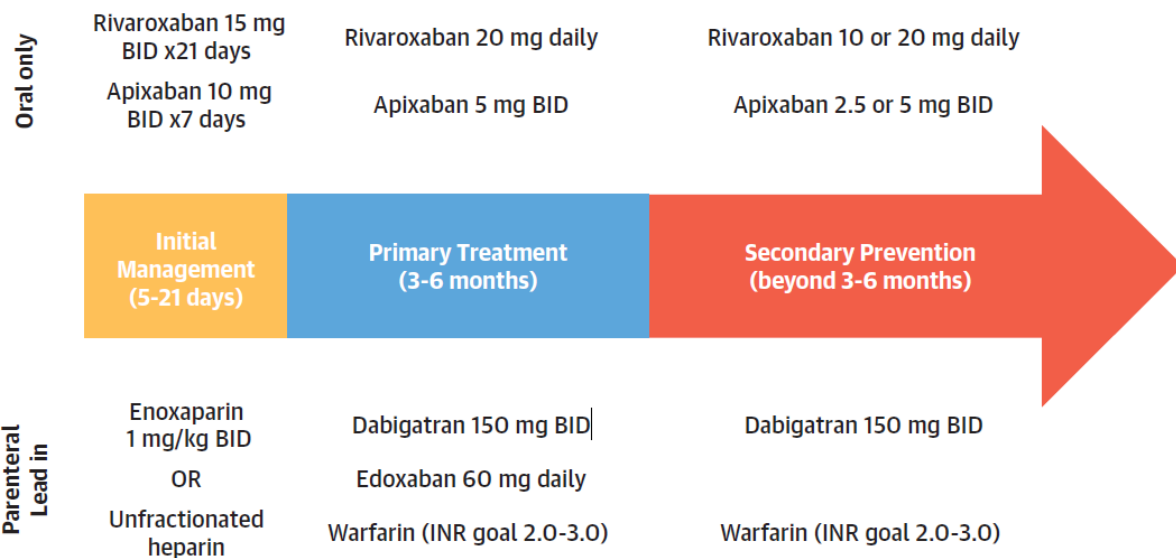 Oral only
Rivaroxaban 15 mg
BID x21 days
Rivaroxaban 20 mg daily
Rivaroxaban 10 or 20 mg daily
Apixaban 10 mg
BID x7 days
Apixaban 5 mg BID
Apixaban 2.5 or 5 mg BID
Initial
Management
(5-21 days)
Primary Treatment
(3-6 months)
Secondary Prevention
(beyond 3-6 months)
Parenteral
Lead in
Enoxaparin
1 mg/kg BID
OR
Unfractionated
heparin
Dabigatran 150 mg BID
Edoxaban 60 mg daily
Warfarin (INR goal 2.0-3.0)
Dabigatran 150 mg BID
Warfarin (INR goal 2.0-3.0)